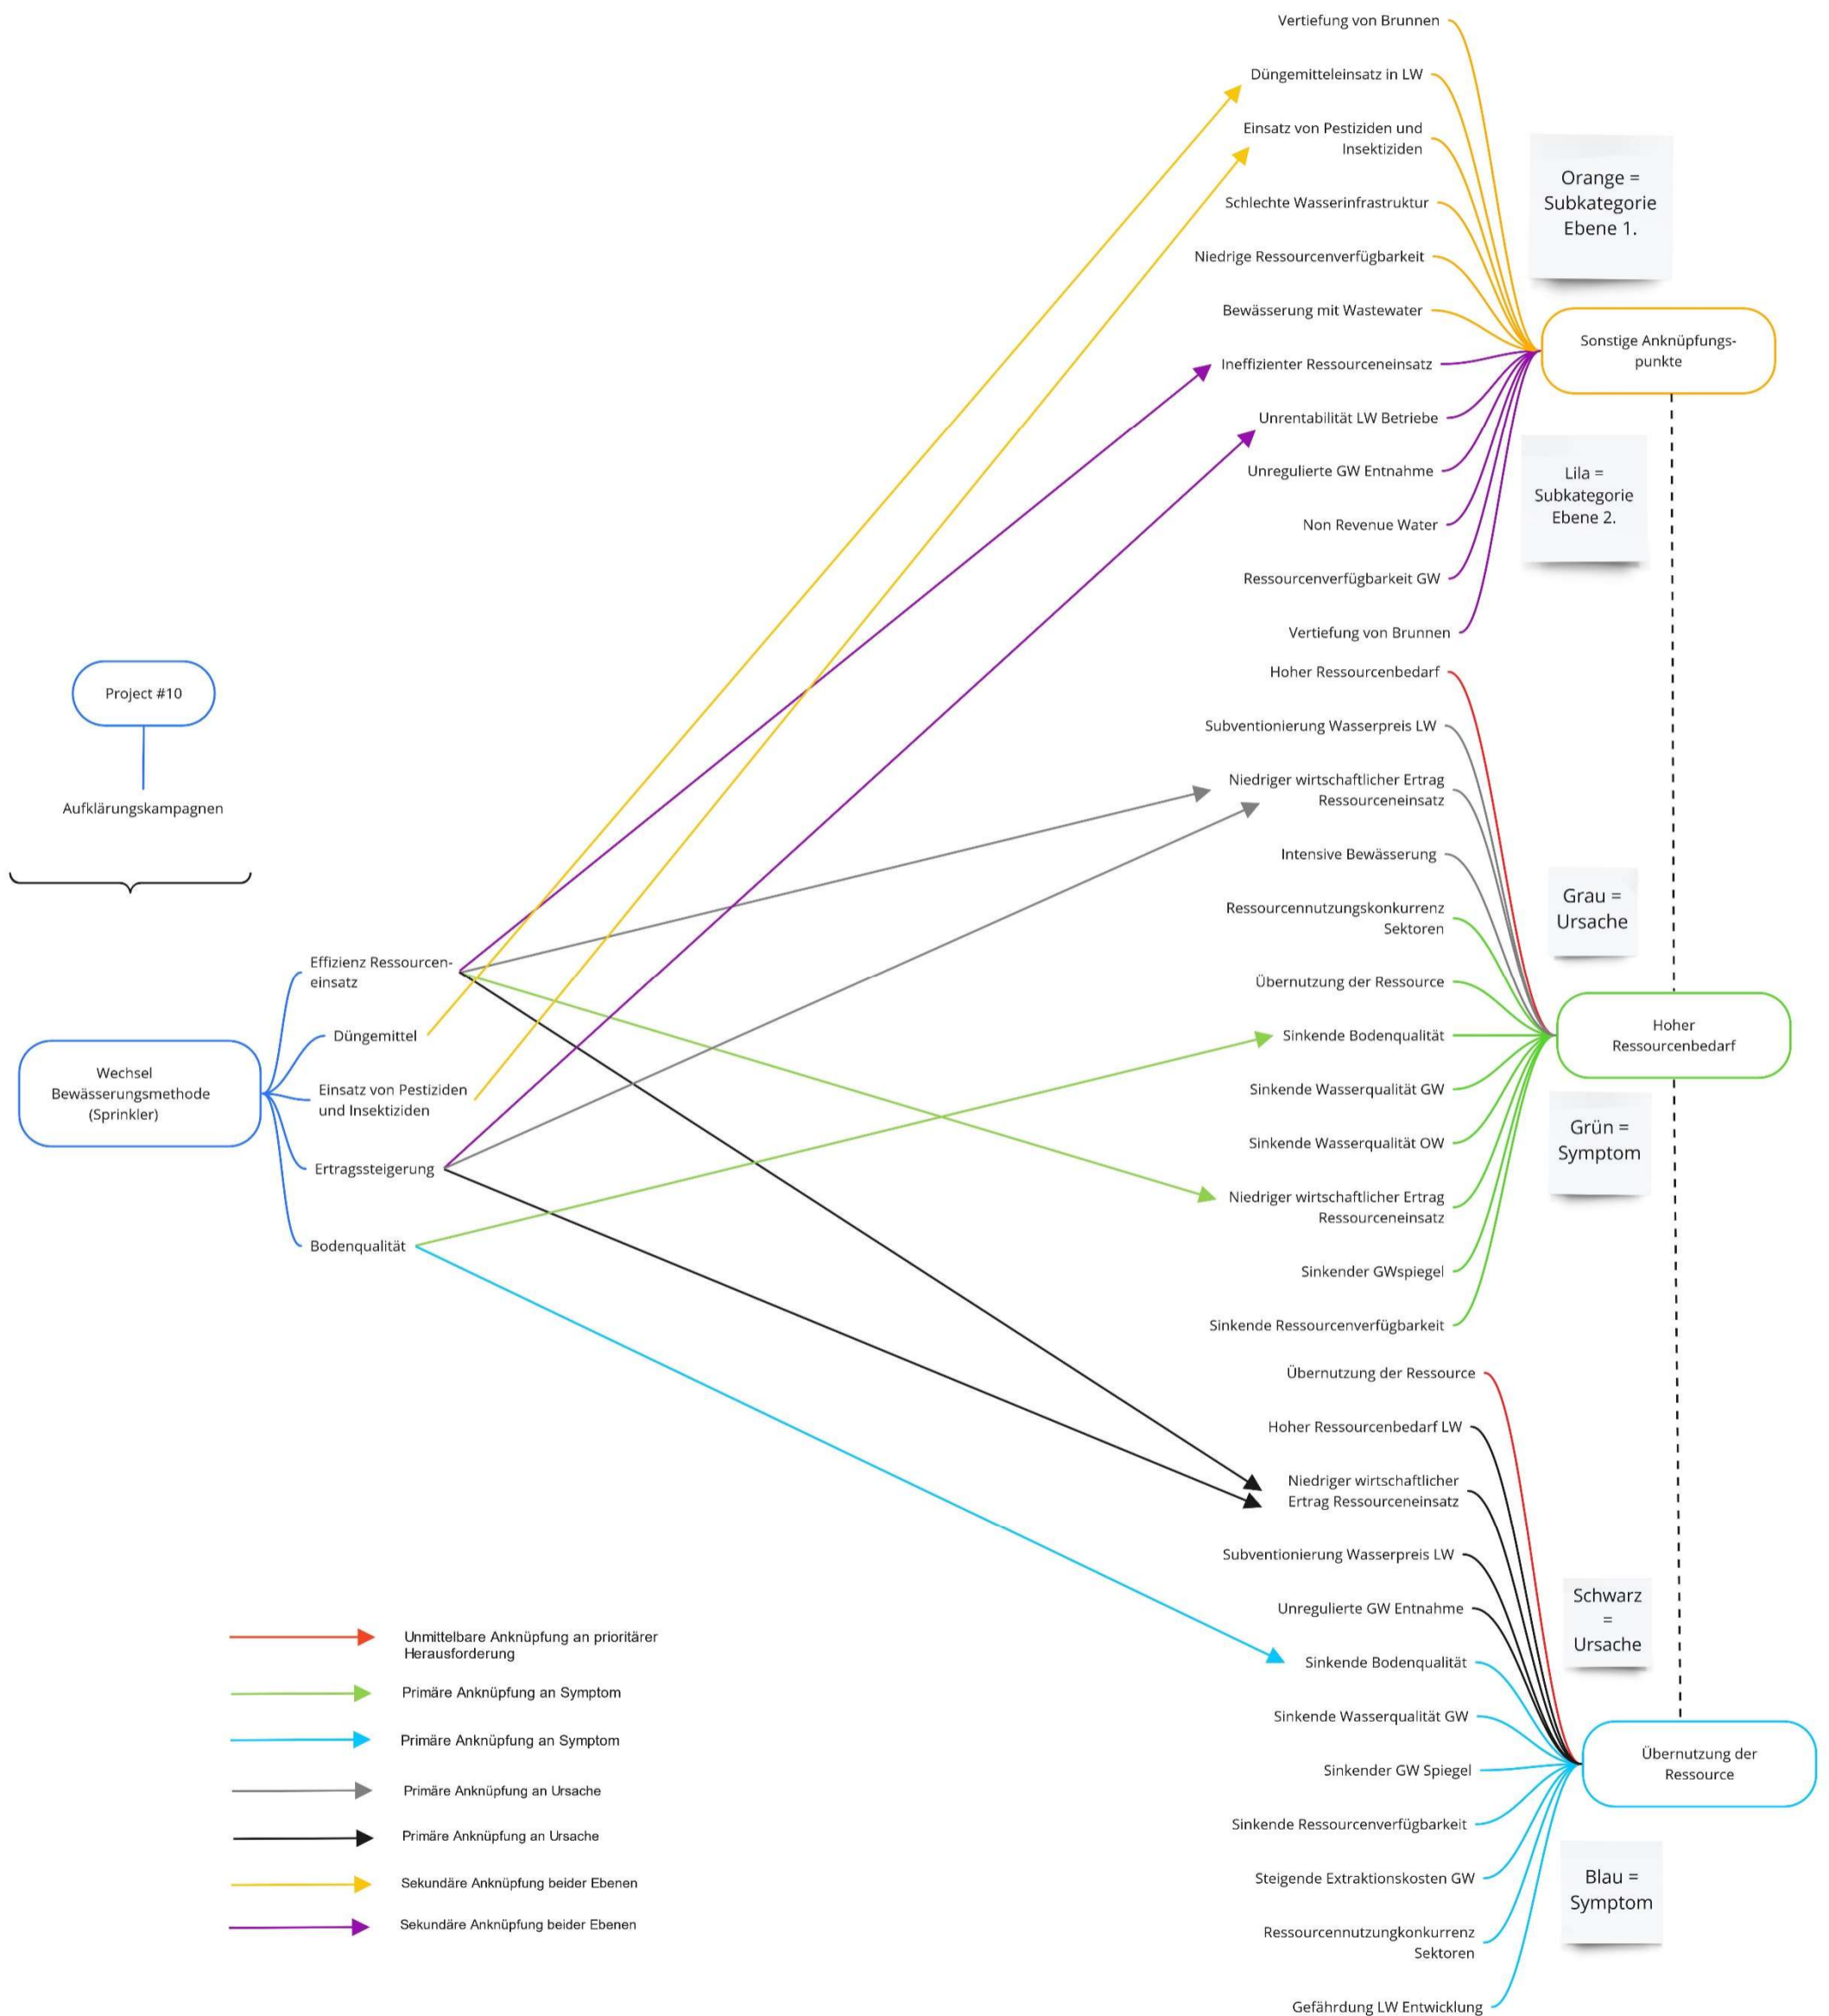 Vertiefung von Brunnen
Düngemitteleinsatz in LW
Einsatz von Pestiziden und
Insektiziden
Schlechte Wasserinfrastruktur
Niedrige Ressourcenverfügbarkeit
Bewässerung mit Wastewater
Ineffizienter Ressourceneinsatz
Unrentabilität LW Betriebe
Unregulierte GW Entnahme
Non Revenue Water
Ressourcenverfügbarkeit GW
Vertiefung von Brunnen
Orange =
Subkategorie
Ebene 1.
Sonstige Anknüpfungs-
punkte
Lila =
Subkategorie
Ebene 2.
Project #10
Aufklärungskampagnen
Wechsel
Bewässerungsmethode
(Sprinkler)
Effizienz Ressourcen-
einsatz
Düngemittel
Einsatz von Pestiziden
und Insektiziden
Ertragssteigerung
Bodenqualität
Hoher Ressourcenbedarf
Subventionierung Wasserpreis LW
Niedriger wirtschaftlicher Ertrag
Ressourceneinsatz
Intensive Bewässerung
Ressourcennutzungskonkurrenz
Sektoren
Übernutzung der Ressource
Sinkende Bodenqualität
Sinkende Wasserqualität GW
Sinkende Wasserqualität OW
Niedriger wirtschaftlicher Ertrag
Ressourceneinsatz
Sinkender GWspiegel
Sinkende Ressourcenverfügbarkeit
Grau =
Ursache
Hoher
Ressourcenbedarf
Grün =
Symptom
Übernutzung der Ressource
Hoher Ressourcenbedarf LW
Niedriger wirtschaftlicher
Ertrag Ressourceneinsatz
Subventionierung Wasserpreis LW
Unregulierte GW Entnahme
Sinkende Bodenqualität
Sinkende Wasserqualität GW
Sinkender GW Spiegel
Sinkende Ressourcenverfügbarkeit
Steigende Extraktionskosten GW
Ressourcennutzungkonkurrenz
Sektoren
Gefährdung LW Entwicklung
Schwarz
=
Ursache
Übernutzung der
Ressource
Blau =
Symptom
Unmittelbare Anknüpfung an prioritärer
Herausforderung
Primäre Anknüpfung an Symptom
Primäre Anknüpfung an Symptom
Primäre Anknüpfung an Ursache
Primäre Anknüpfung an Ursache
Sekundäre Anknüpfung beider Ebenen
Sekundäre Anknüpfung beider Ebenen